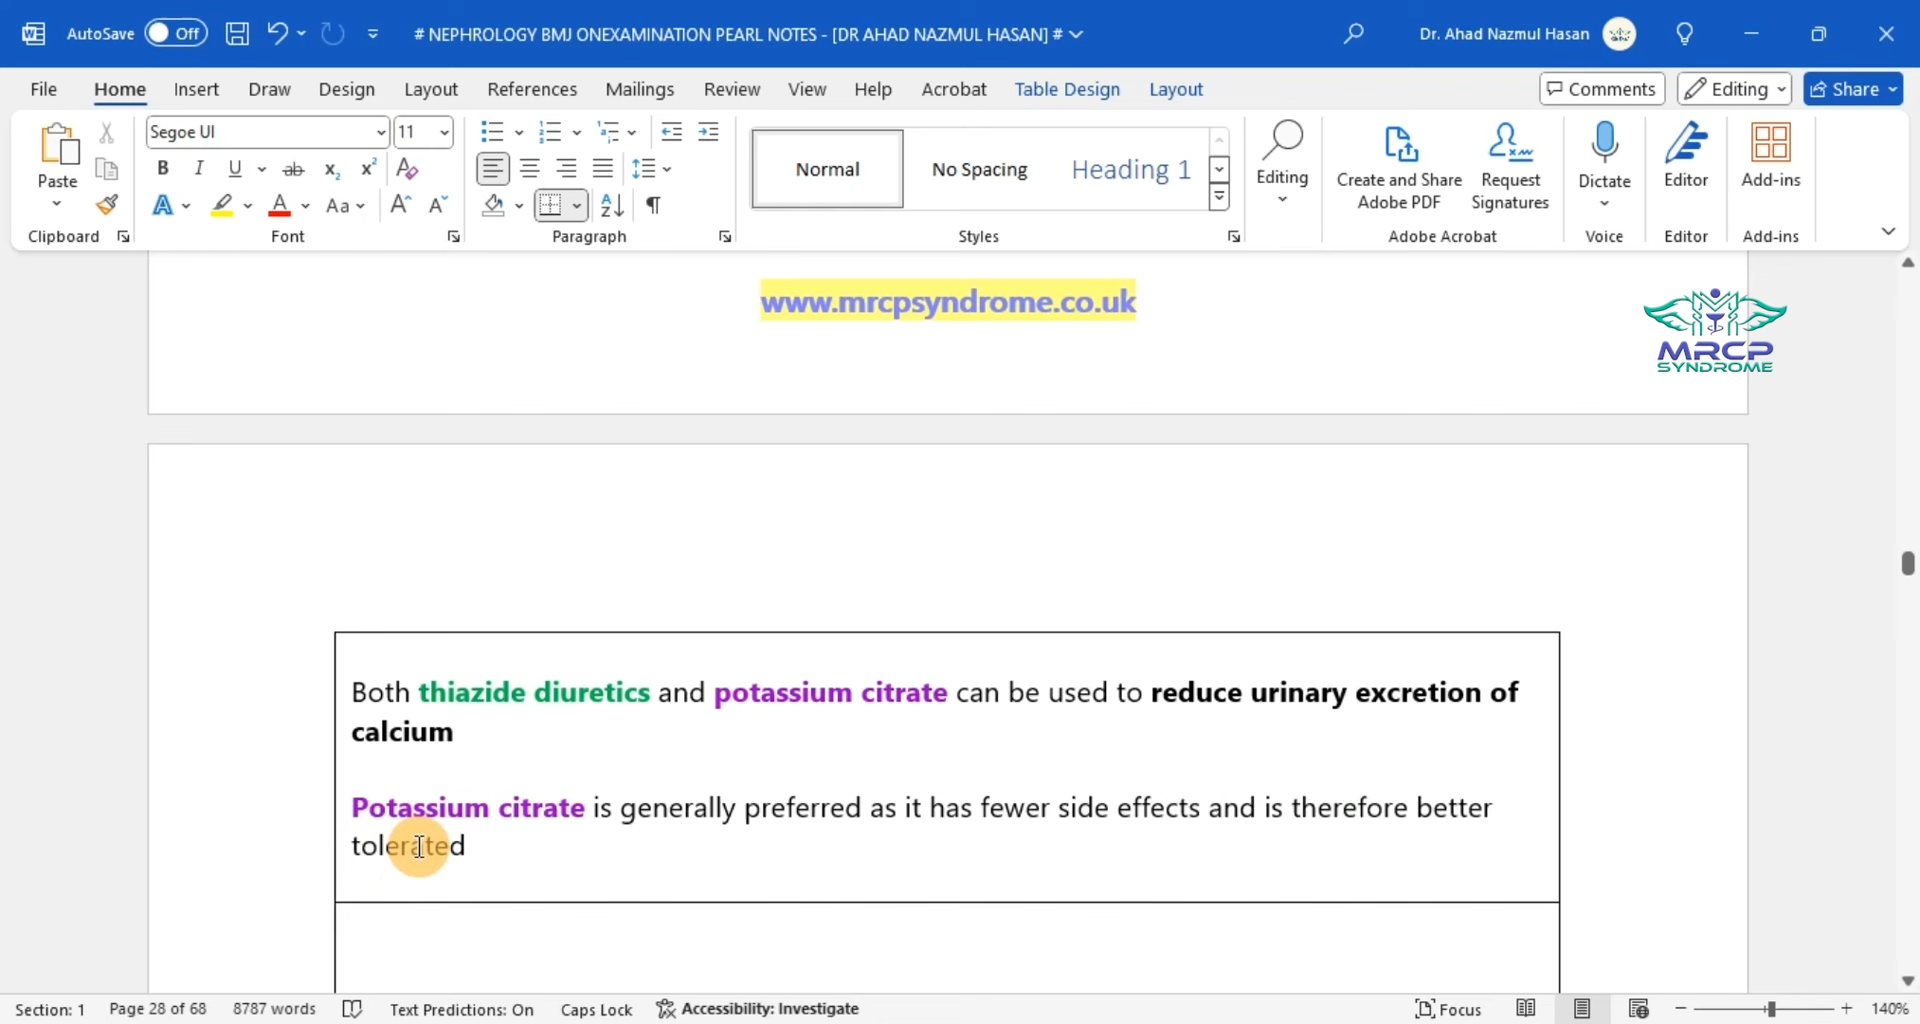 AutoSave Off # NEPHROLOGY BMJ ONEXAMINATION PEARL NOTES - [DR AHAD NAZMUL HASAN] # Dr. Ahad Nazmul Hasan
File Home Insert Draw Design Layout References Mailings Review View Help Acrobat Table Design Layout Comments Editing Share
Segoe UI 11
Paste
Normal No Spacing Heading 1
Editing
Create and Share Adobe PDF
Request Signatures
Dictate
Editor
Add-ins
Clipboard Font Paragraph Styles Adobe Acrobat Voice Editor Add-ins
www.mrcpsyndrome.co.uk
MRCP
SYNDROME
Both thiazide diuretics and potassium citrate can be used to reduce urinary excretion of
calcium
Potassium citrate is generally preferred as it has fewer side effects and is therefore better
tolerated
Section: 1 Page 28 of 68 8787 words Text Predictions: On Caps Lock Accessibility: Investigate Focus 140%